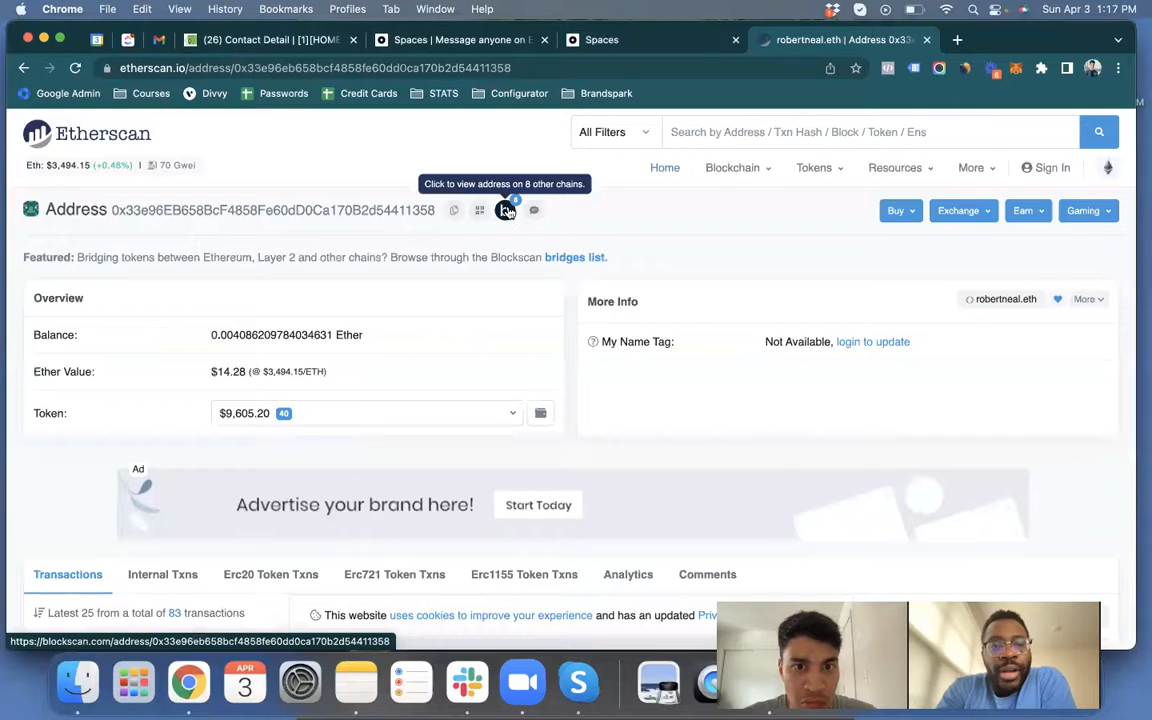 Chrome File Edit View History Bookmarks Profiles Tab Window Help Sun Apr 3 1:17 PM
(26) Contact Detail | [1][HOME
Spaces | Message anyone on E
Spaces
robertneal.eth | Address 0x33
etherscan.io/address/0x33e96eb658bcf4858fe60dd0ca170b2d54411358
Google Admin Courses Divvy Passwords Credit Cards STATS Configurator Brandspark
Etherscan
All Filters Search by Address / Txn Hash / Block / Token / Ens
Eth: $3,494.15 (+0.46%) | 70 Gwei
Home Blockchain Tokens Resources More Sign In
Click to view address on 8 other chains.
Address 0x33e96EB658BcF4858Fe60dD0Ca170B2d54411358
Buy Exchange Earn Gaming
Featured: Bridging tokens between Ethereum, Layer 2 and other chains? Browse through the Blockscan bridges list.
Overview
More Info
robertneal.eth More
Balance: 0.004086209784034631 Ether
My Name Tag: Not Available, login to update
Ether Value: $14.28 (@ $3,494.15/ETH)
Token: $9,605.20 40
Ad
Advertise your brand here! Start Today
Transactions Internal Txns Erc20 Token Txns Erc721 Token Txns Erc1155 Token Txns Analytics Comments
Latest 25 from a total of 83 transactions
This website uses cookies to improve your experience and has an updated Priv
https://blockscan.com/address/0x33e96eb658bcf4858fe60dd0ca170b2d54411358
APR
3